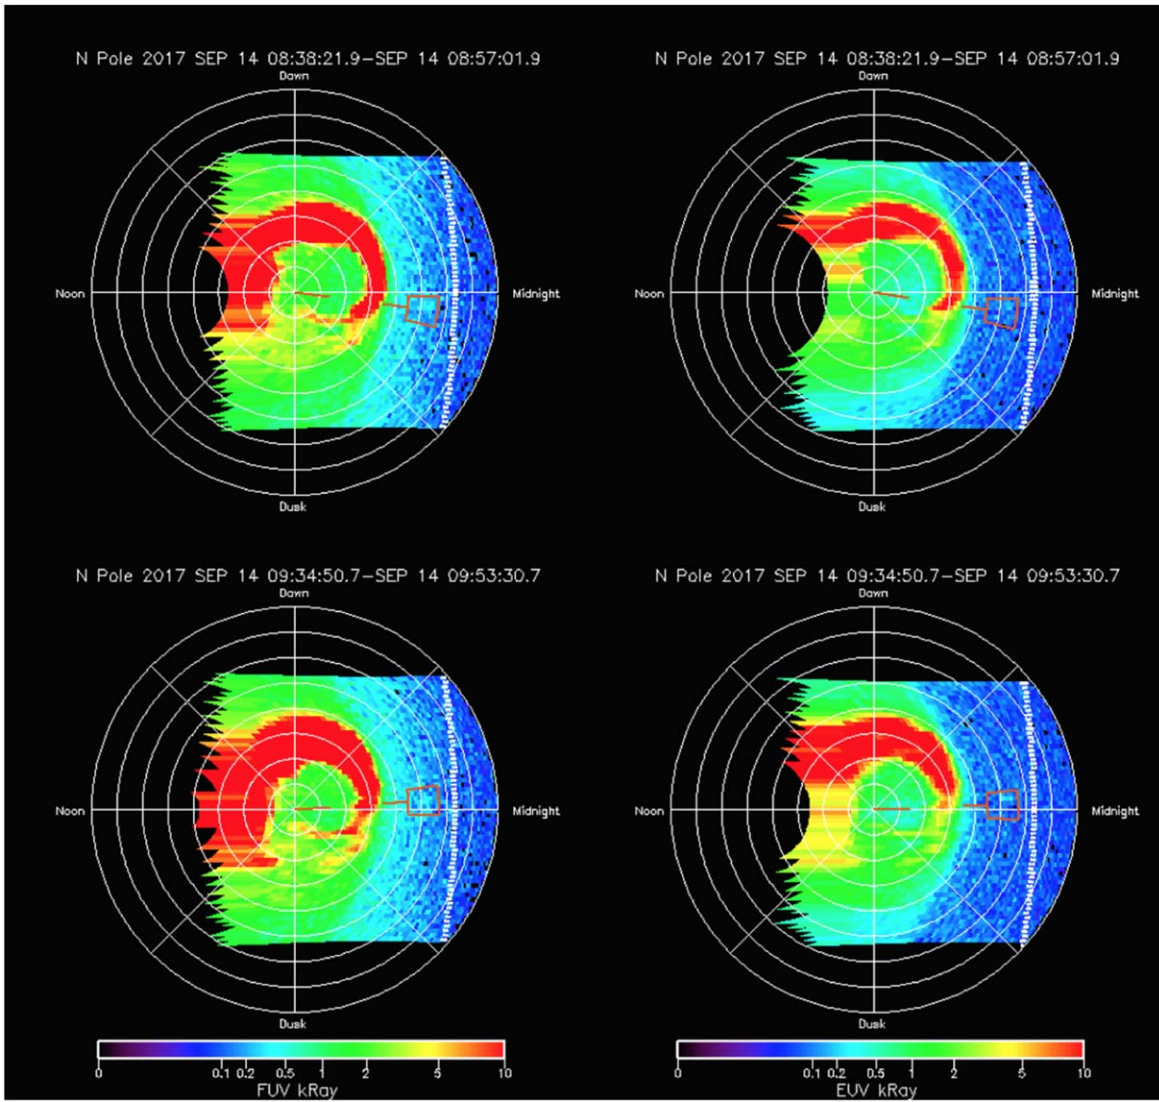 N Pole 2017 SEP 14 08:38:21.9–SEP 14 08:57:01.9
Dawn
Noon
Midnight
Dusk
N Pole 2017 SEP 14 08:38:21.9–SEP 14 08:57:01.9
Dawn
Noon
Midnight
Dusk
N Pole 2017 SEP 14 09:34:50.7–SEP 14 09:53:30.7
Dawn
Noon
Midnight
Dusk
N Pole 2017 SEP 14 09:34:50.7–SEP 14 09:53:30.7
Dawn
Noon
Midnight
Dusk
0 0.1 0.2 0.5 1 2 5 10
FUV kRay
0 0.1 0.2 0.5 1 2 5 10
EUV kRay